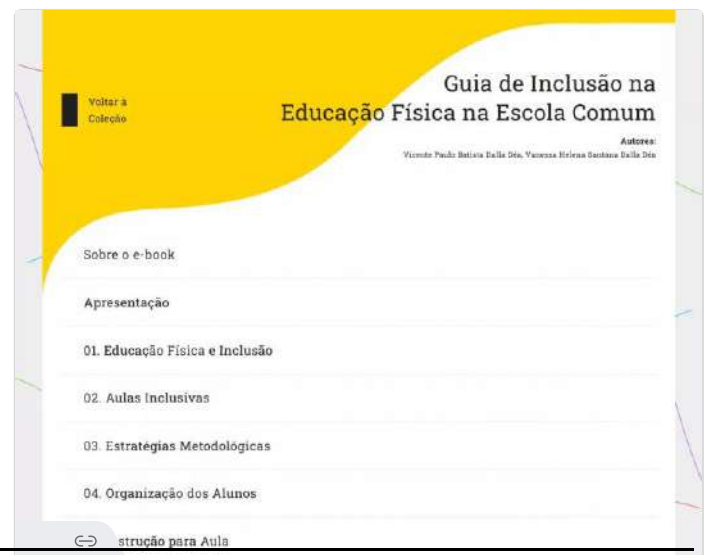 Guia de Inclusão na
Educação Física na Escola Comum
Voltar à
Coleção
Autores:
Vicente Paulo Batista Dalla Déa, Vanessa Helena Santana Dalla Déa
Sobre o e-book
Apresentação
01. Educação Física e Inclusão
02. Aulas Inclusivas
03. Estratégias Metodológicas
04. Organização dos Alunos
strução para Aula